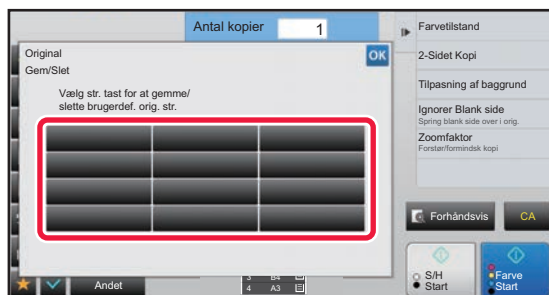 Antal kopier
1
Original
OK
Gem/Slet
Vælg str. tast for at gemme/
slette brugerdef. orig. str.
Farvetilstand
2-Sidet Kopi
Tilpasning af baggrund
Ignorer Blank side
Spring blank side over i orig.
Zoomfaktor
Forstør/formindsk kopi
Forhåndsvis
CA
S/H
Start
Farve
Start
Andet
3 B4
4 A3